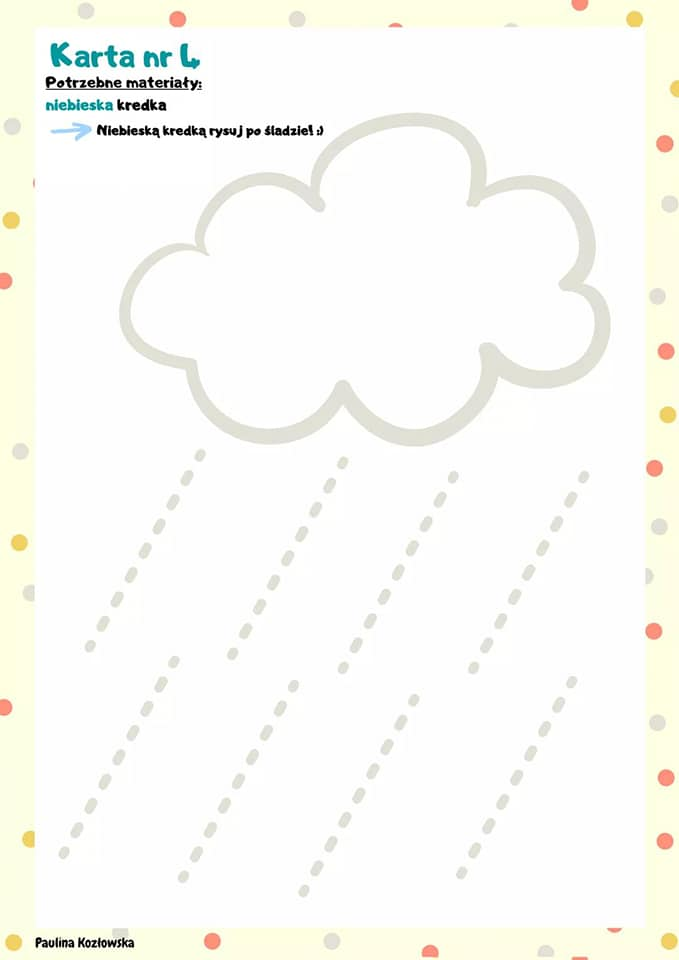 Karta nr 4
Potrzebne materiały:
niebieska kredka
Niebieską kredką rysuj po śladzie! :)
Paulina Kozłowska